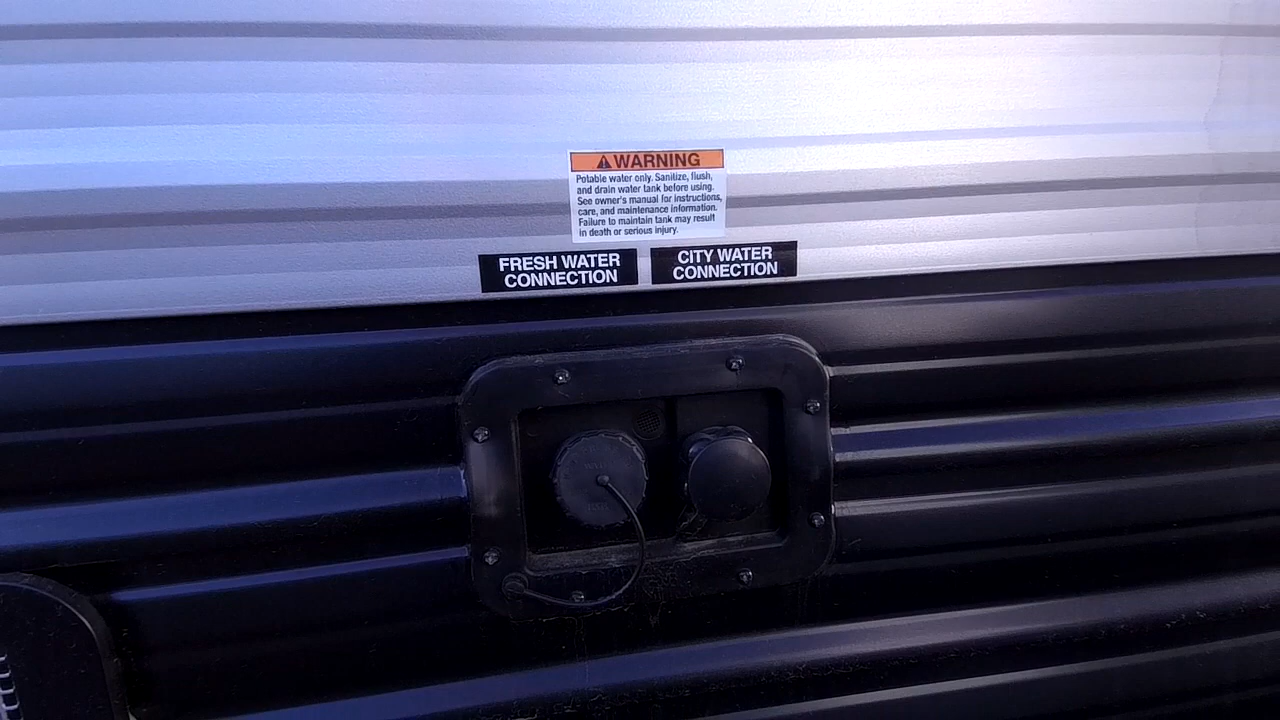 ⚠WARNING
Potable water only. Sanitize, flush,
and drain water tank before using.
See owner's manual for instructions,
care, and maintenance information.
Failure to maintain tank may result
in death or serious injury.
FRESH WATER
CONNECTION
CITY WATER
CONNECTION